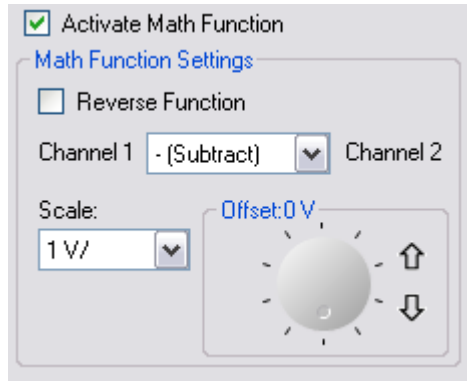 Activate Math Function
Math Function Settings
Reverse Function
Channel 1 - (Subtract) Channel 2
Scale: Offset:0 V
1 V/